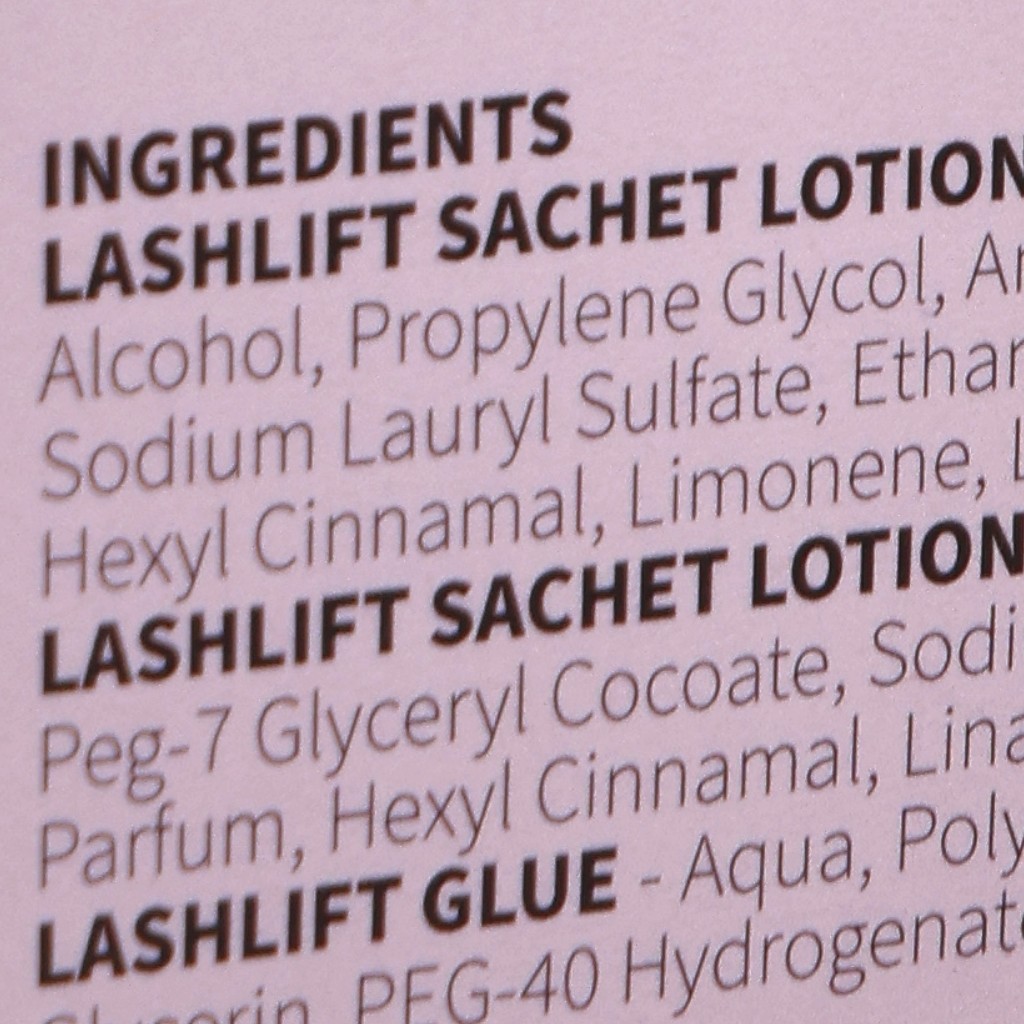 INGREDIENTS
LASHLIFT SACHET LOTION
Alcohol, Propylene Glycol,
Sodium Lauryl Sulfate,
Hexyl Cinnamal, Limonene,
LASHLIFT SACHET LOTION
Peg-7 Glyceryl Cocoate,
Parfum, Hexyl Cinnamal,
LASHLIFT GLUE - Aqua,
PEG-40